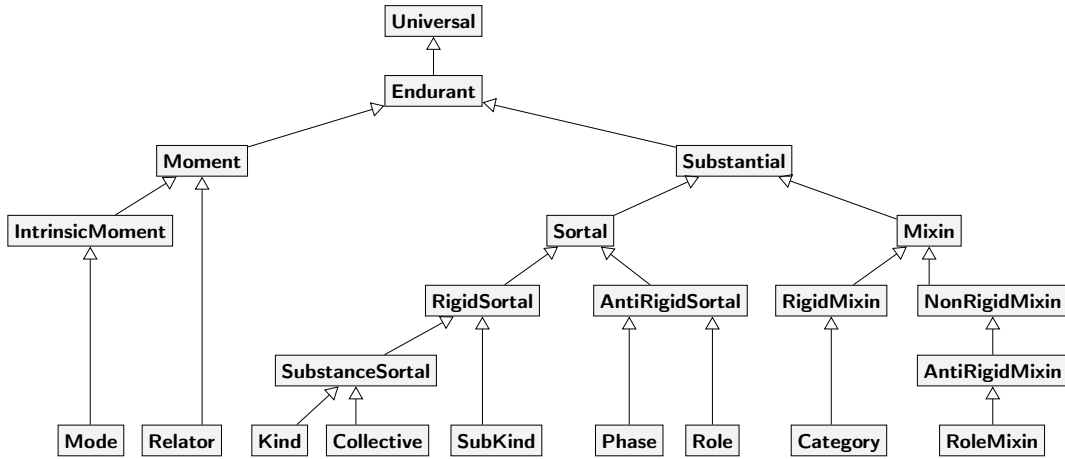 Universal
Endurant
Moment
Substantial
IntrinsicMoment
Sortal
Mixin
RigidSortal
AntiRigidSortal
RigidMixin
NonRigidMixin
SubstanceSortal
AntiRigidMixin
Mode
Relator
Kind
Collective
SubKind
Phase
Role
Category
RoleMixin